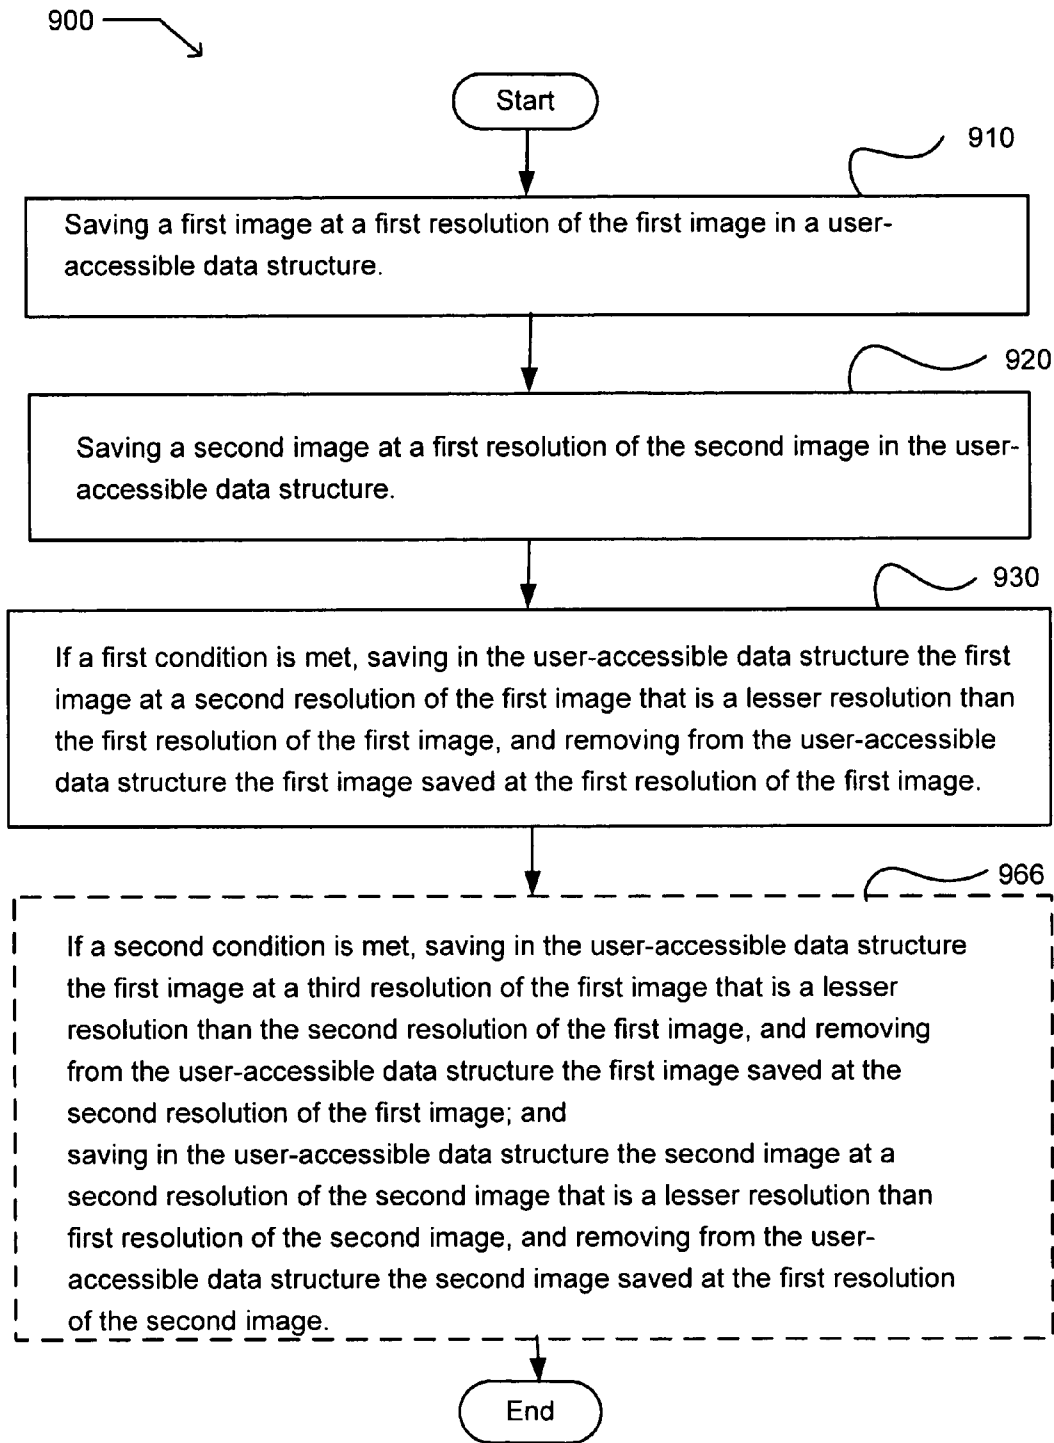 900
Start
910
Saving a first image at a first resolution of the first image in a user-
accessible data structure.
920
Saving a second image at a first resolution of the second image in the user-
accessible data structure.
930
If a first condition is met, saving in the user-accessible data structure the first
image at a second resolution of the first image that is a lesser resolution than
the first resolution of the first image, and removing from the user-accessible
data structure the first image saved at the first resolution of the first image.
966
If a second condition is met, saving in the user-accessible data structure
the first image at a third resolution of the first image that is a lesser
resolution than the second resolution of the first image, and removing
from the user-accessible data structure the first image saved at the
second resolution of the first image; and
saving in the user-accessible data structure the second image at a
second resolution of the second image that is a lesser resolution than
first resolution of the second image, and removing from the user-
accessible data structure the second image saved at the first resolution
of the second image.
End